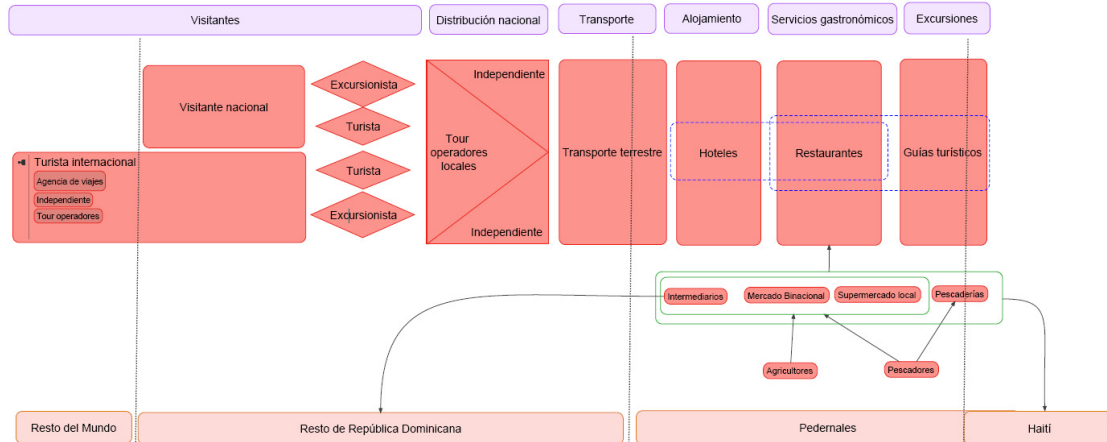 Visitantes
Distribución nacional
Transporte
Alojamiento
Servicios gastronómicos
Excursiones
Visitante nacional
Excursionista
Turista
Turista internacional
Agencia de viajes
Independiente
Tour operadores
Turista
Excursionista
Independiente
Tour
operadores
locales
Independiente
Transporte terrestre
Hoteles
Restaurantes
Guías turísticos
Intermediarios
Mercado Binacional
Supermercado local
Pescaderías
Agricultores
Pescadores
Resto del Mundo
Resto de República Dominicana
Pedernales
Haití